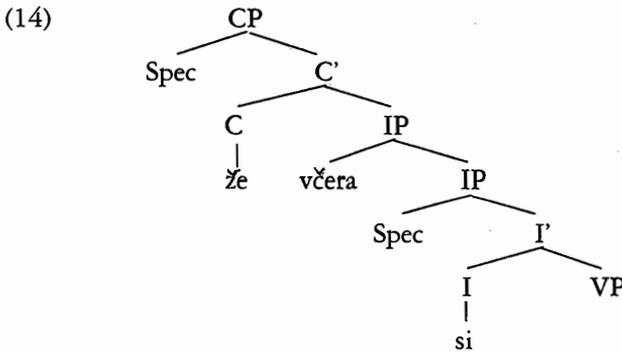 (14) CP
Spec C’
C IP
že včera IP
Spec I’
I VP
si